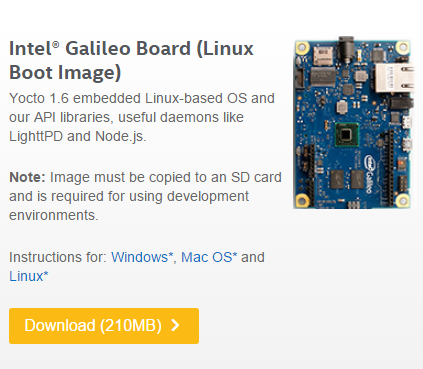 Intel® Galileo Board (Linux
Boot Image)
Yocto 1.6 embedded Linux-based OS and
our API libraries, useful daemons like
LighttPD and Node.js.
Note: Image must be copied to an SD card
and is required for using development
environments.
Instructions for: Windows*, Mac OS* and
Linux*
Download (210MB)
intel Galileo